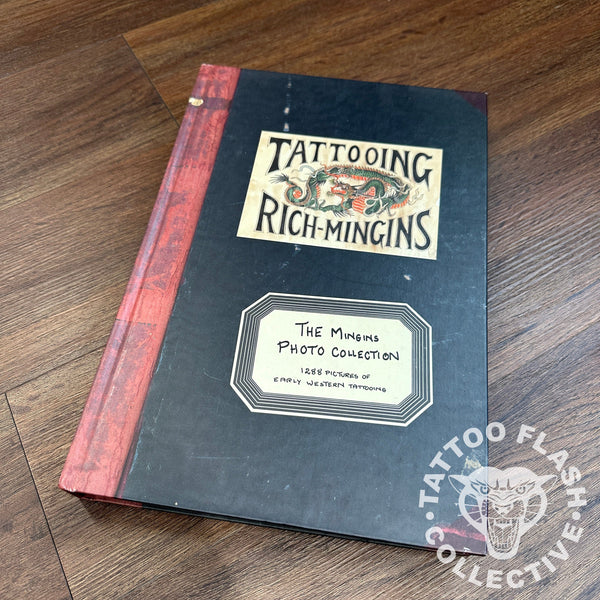 TATTOOING
RICH-MINGINS
THE MINGINS
PHOTO COLLECTION
1288 PICTURES OF
EARLY WESTERN TATTOOING
TATTOO FLASH
COLLECTIVE